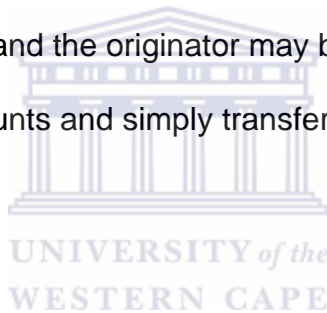 and the originator may b
unts and simply transfer
UNIVERSITY of the
WESTERN CAPE